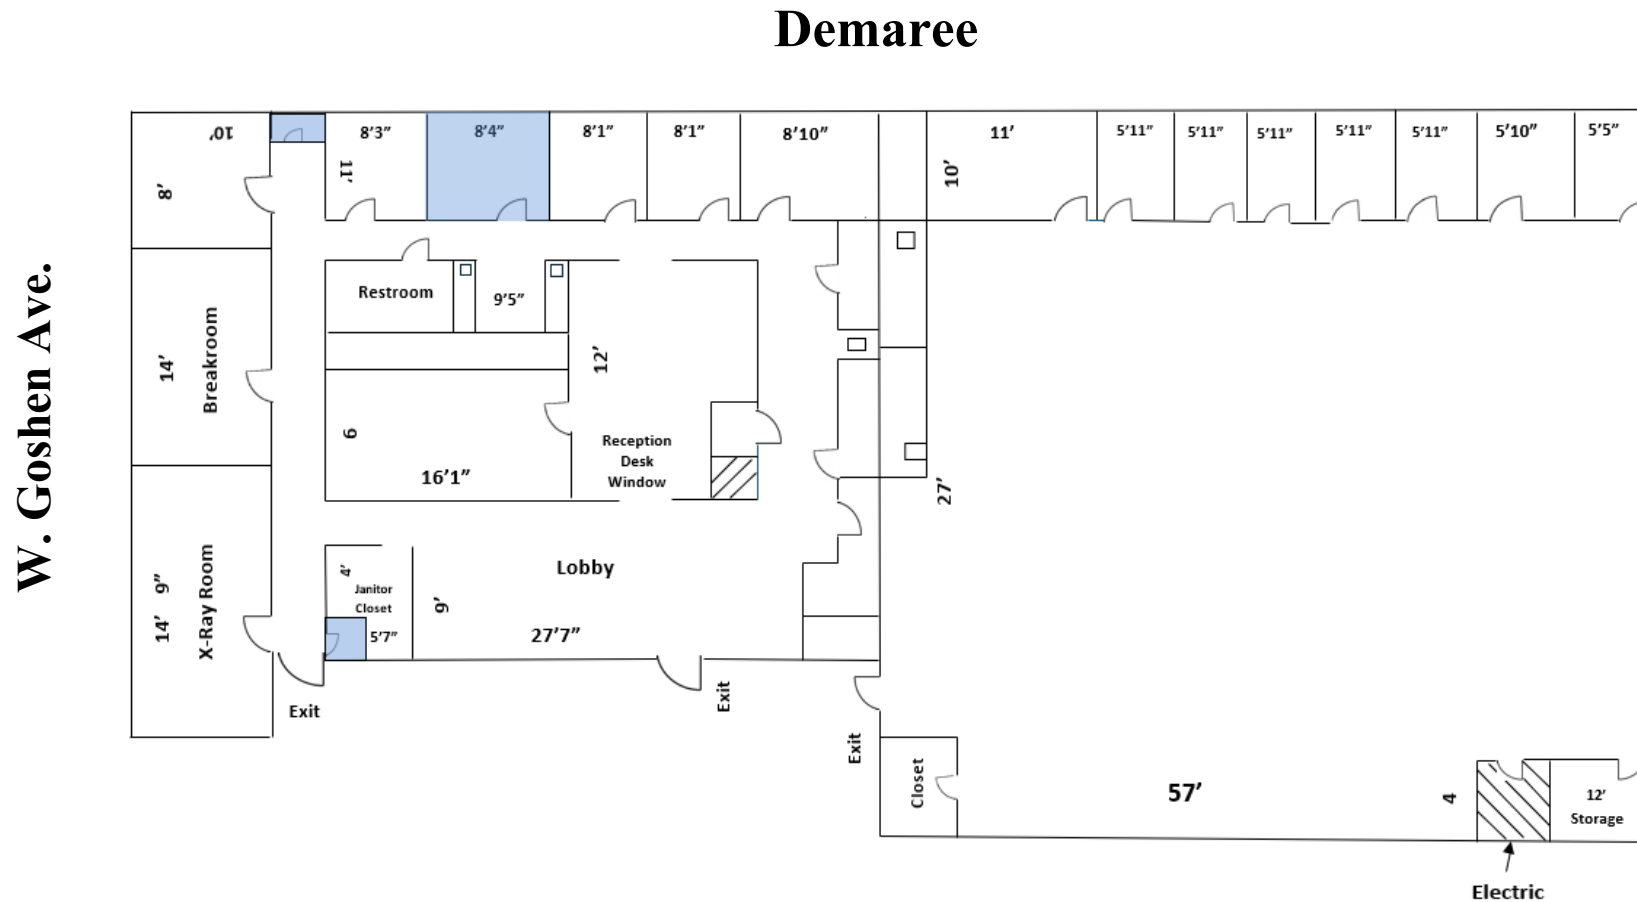 Demaree
W. Goshen Ave.
10'
8'3”
8'4”
8'1”
8'1”
8'10”
11'
5'11”
5'11”
5'11”
5'11”
5'11”
5'10”
5'5”
8'
11'
10'
Restroom
9'5”
14'
Breakroom
12'
6
16'1”
Reception
Desk
Window
27'
14' 9”
X-Ray Room
4'
Janitor
Closet
5'7”
9'
Lobby
27'7”
Exit
Exit
Exit
Closet
57'
4
12'
Storage
Electric